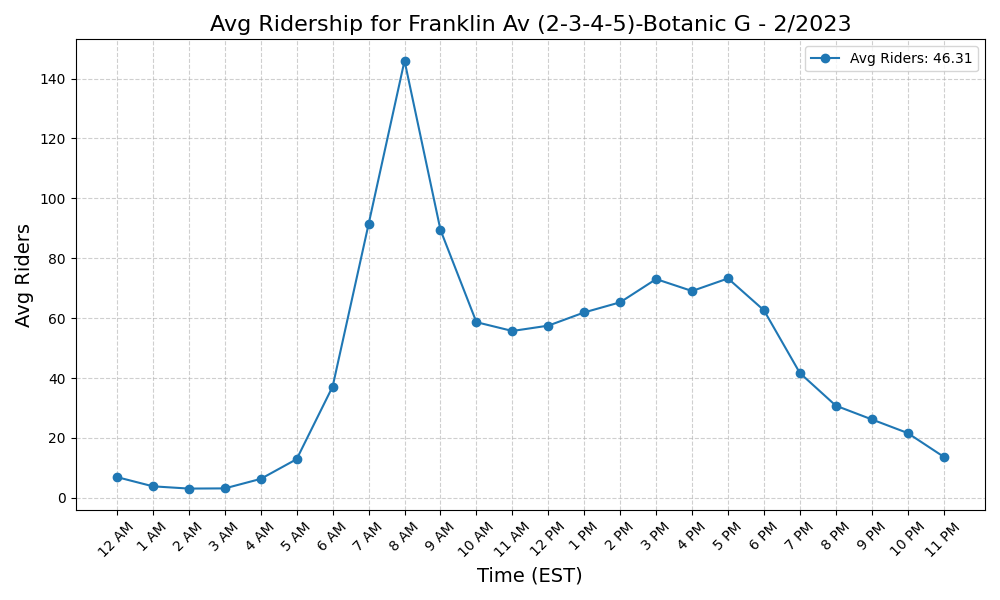 Avg Ridership for Franklin Av (2-3-4-5)-Botanic G - 2/2023
Avg Riders: 46.31
Avg Riders
140
120
100
80
60
40
20
0
12 AM
1 AM
2 AM
3 AM
4 AM
5 AM
6 AM
7 AM
8 AM
9 AM
10 AM
11 AM
12 PM
1 PM
2 PM
3 PM
4 PM
5 PM
6 PM
7 PM
8 PM
9 PM
10 PM
11 PM
Time (EST)